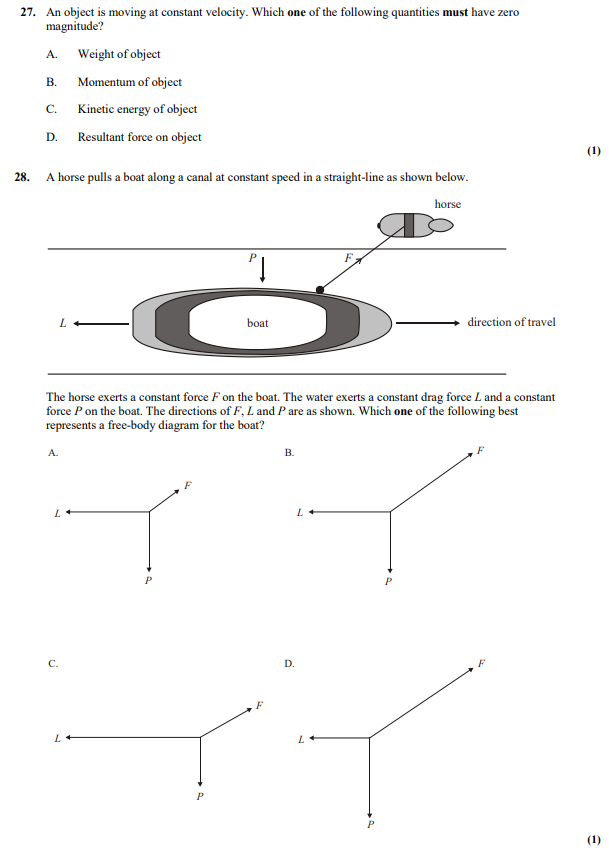 27. An object is moving at constant velocity. Which one of the following quantities must have zero
magnitude?
A. Weight of object
B. Momentum of object
C. Kinetic energy of object
D. Resultant force on object
(1)
28. A horse pulls a boat along a canal at constant speed in a straight-line as shown below.
horse
P F
L boat direction of travel
The horse exerts a constant force F on the boat. The water exerts a constant drag force L and a constant
force P on the boat. The directions of F, L and P are as shown. Which one of the following best
represents a free-body diagram for the boat?
A. B.
F
F
L L
P P
C. D.
F
F
L L
P
P
(1)